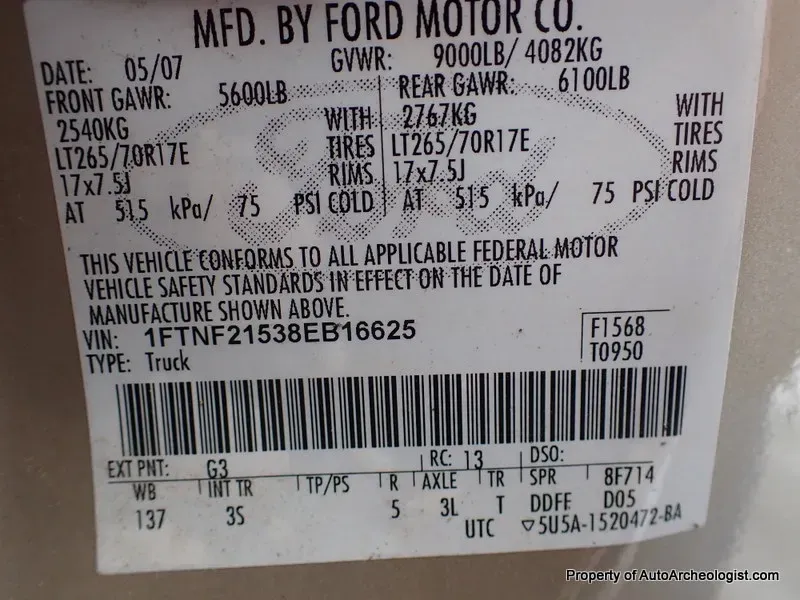 MFD. BY FORD MOTOR CO.
DATE: 05/07 GVWR: 9000LB/ 4082KG
FRONT GAWR: 5600LB REAR GAWR: 6100LB
2540KG WITH 2767KG WITH
LT265/70R17E TIRES LT265/70R17E TIRES
17x7.5J RIMS 17x7.5J RIMS
AT 515 kPa/ 75 PSI COLD AT 515 kPa/ 75 PSI COLD
Ford
THIS VEHICLE CONFORMS TO ALL APPLICABLE FEDERAL MOTOR
VEHICLE SAFETY STANDARDS IN EFFECT ON THE DATE OF
MANUFACTURE SHOWN ABOVE.
VIN: 1FTNF21538EB16625 F1568
TYPE: Truck T0950
EXT PNT: G3 RC: 13 DSO:
WB INT TR TP/PS R AXLE TR SPR 8F714
137 3S 5 3L T DDFE D05
UTC ▽5U5A-1520472-BA
Property of AutoArcheologist.com